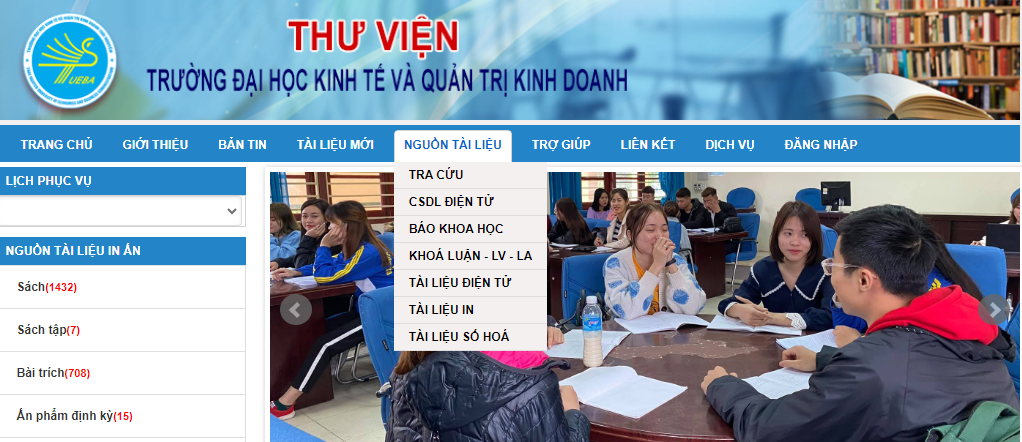 THƯ VIỆN
TRƯỜNG ĐẠI HỌC KINH TẾ VÀ QUẢN TRỊ KINH DOANH
TUEBA
TRANG CHỦ GIỚI THIỆU BẢN TIN TÀI LIỆU MỚI NGUỒN TÀI LIỆU TRỢ GIÚP LIÊN KẾT DỊCH VỤ ĐĂNG NHẬP
TRA CỨU
CSDL ĐIỆN TỬ
BÁO KHOA HỌC
KHOÁ LUẬN - LV - LA
TÀI LIỆU ĐIỆN TỬ
TÀI LIỆU IN
TÀI LIỆU SỐ HOÁ
LỊCH PHỤC VỤ
NGUỒN TÀI LIỆU IN ẤN
Sách(1432)
Sách tập(7)
Bài trích(708)
Ấn phẩm định kỳ(15)